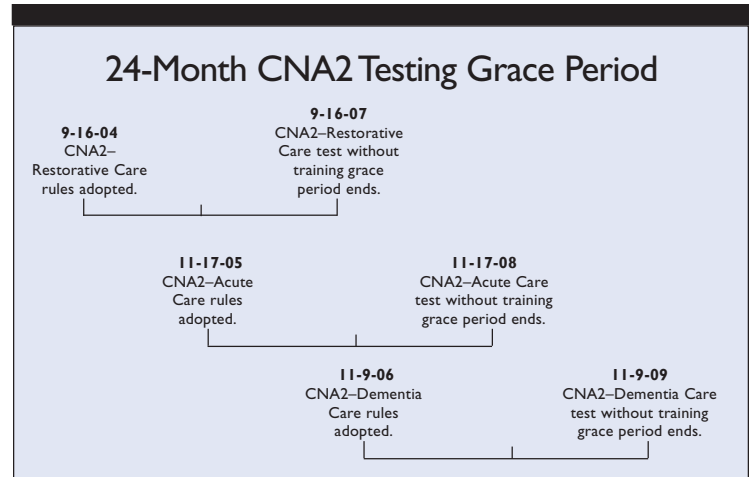 24-Month CNA2 Testing Grace Period
9-16-04
CNA2–
Restorative Care
rules adopted.
9-16-07
CNA2–Restorative
Care test without
training grace
period ends.
11-17-05
CNA2–Acute
Care rules
adopted.
11-17-08
CNA2–Acute Care
test without training
grace period ends.
11-9-06
CNA2–Dementia
Care rules
adopted.
11-9-09
CNA2–Dementia Care
test without training
grace period ends.